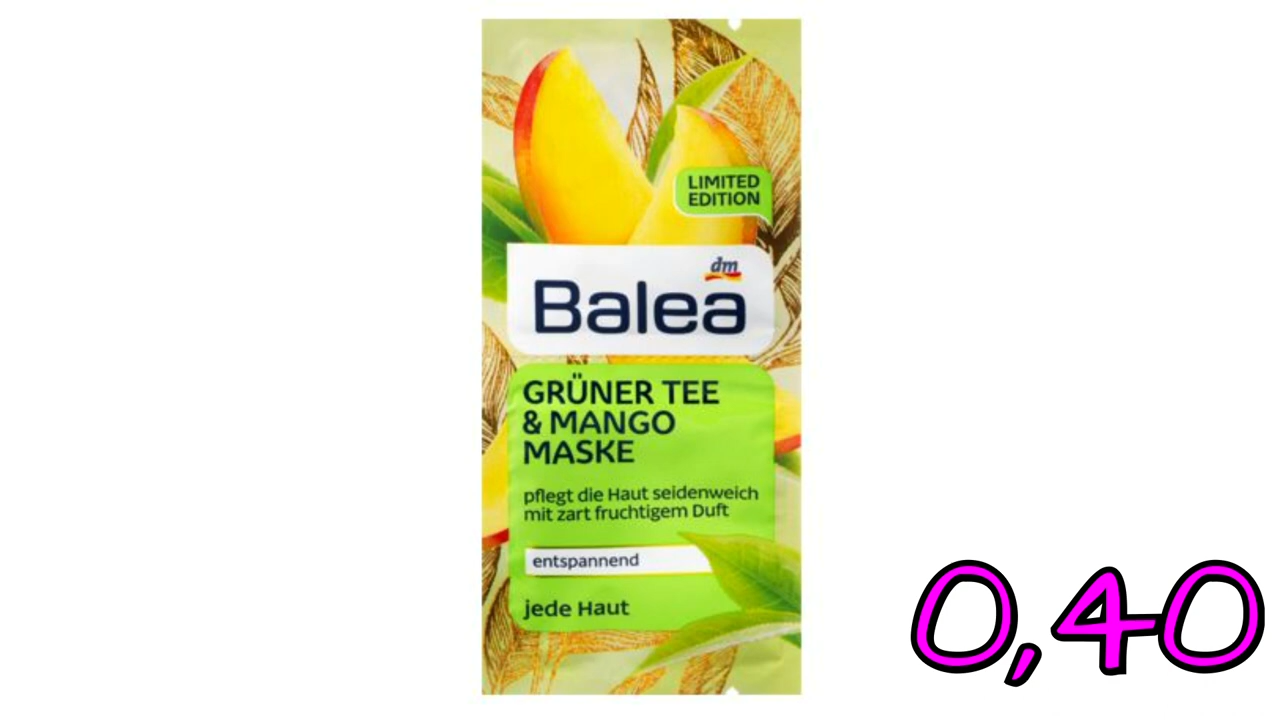 LIMITED
EDITION
dm
Balea
GRÜNER TEE
& MANGO
MASKE
pflegt die Haut seidenweich
mit zart fruchtigem Duft
entspannend
jede Haut
0,40